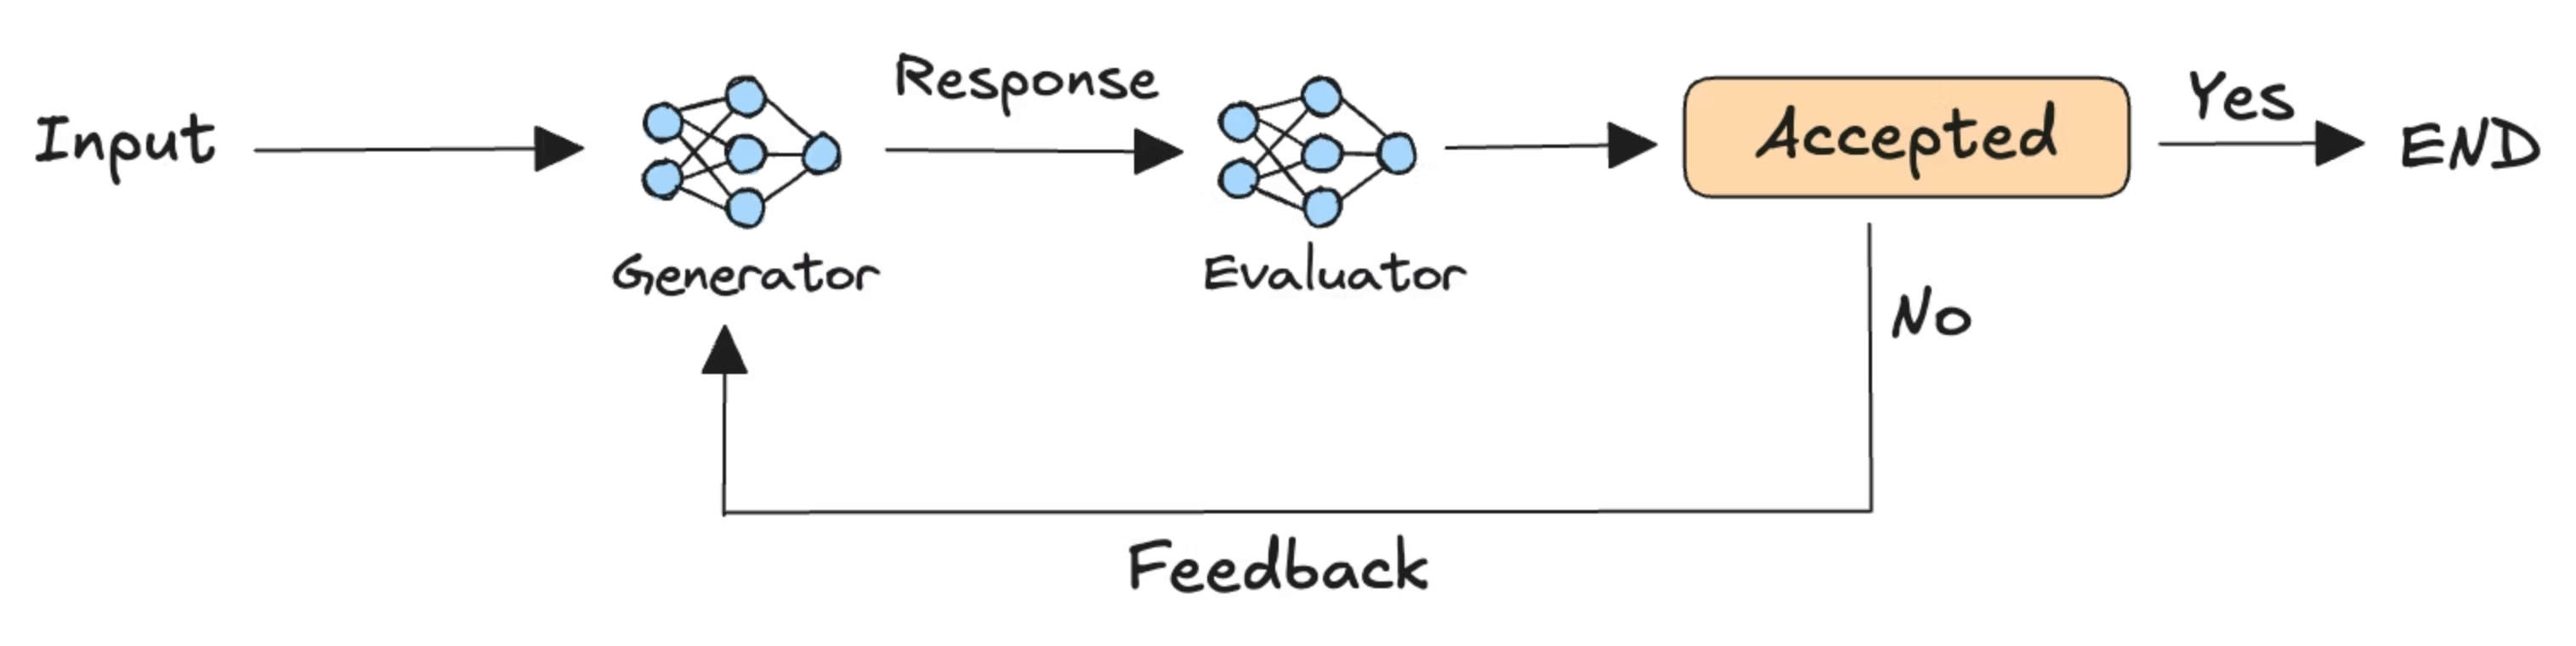 Input
Generator
Response
Evaluator
Accepted
Yes
END
No
Feedback